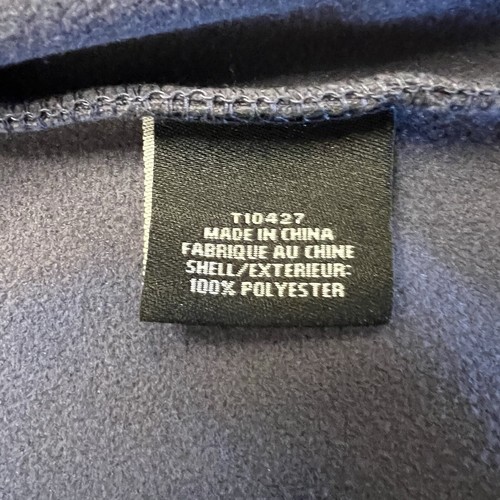 T10427
MADE IN CHINA
FABRIQUE AU CHINE
SHELL/EXTERIEUR:
100% POLYESTER